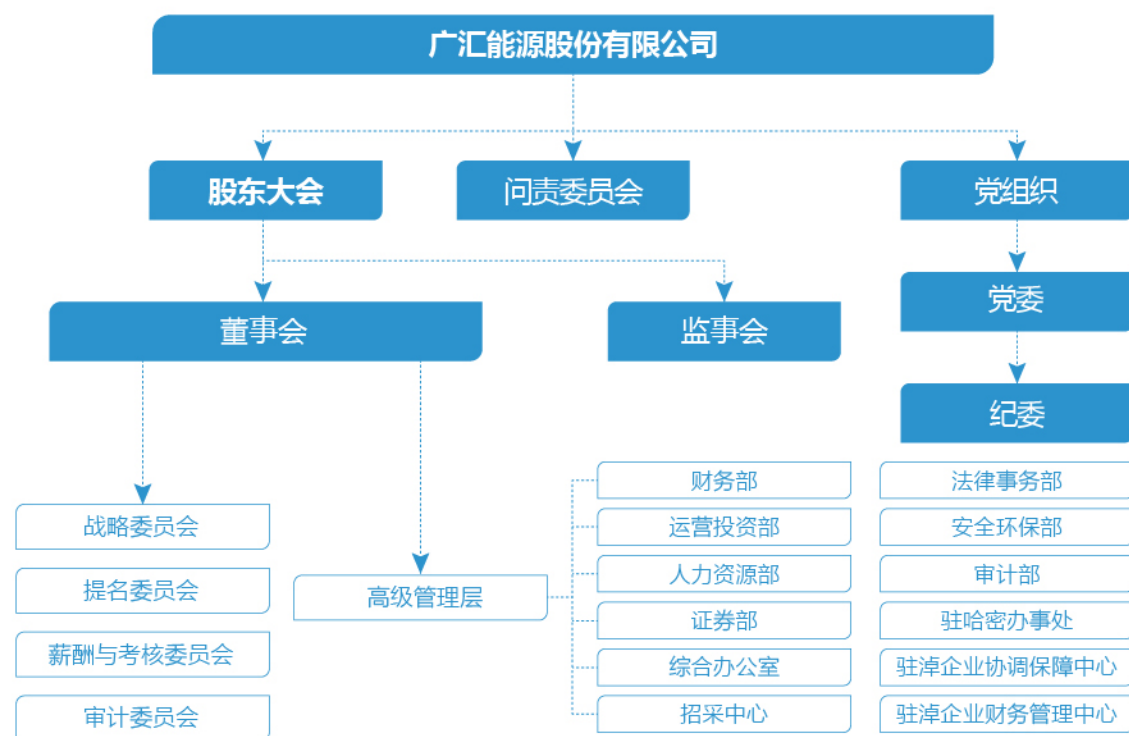 广汇能源股份有限公司
股东大会
问责委员会
党组织
董事会
监事会
党委
纪委
战略委员会
提名委员会
薪酬与考核委员会
审计委员会
高级管理层
财务部
运营投资部
人力资源部
证券部
综合办公室
招采中心
法律事务部
安全环保部
审计部
驻哈密办事处
驻淖企业协调保障中心
驻淖企业财务管理中心